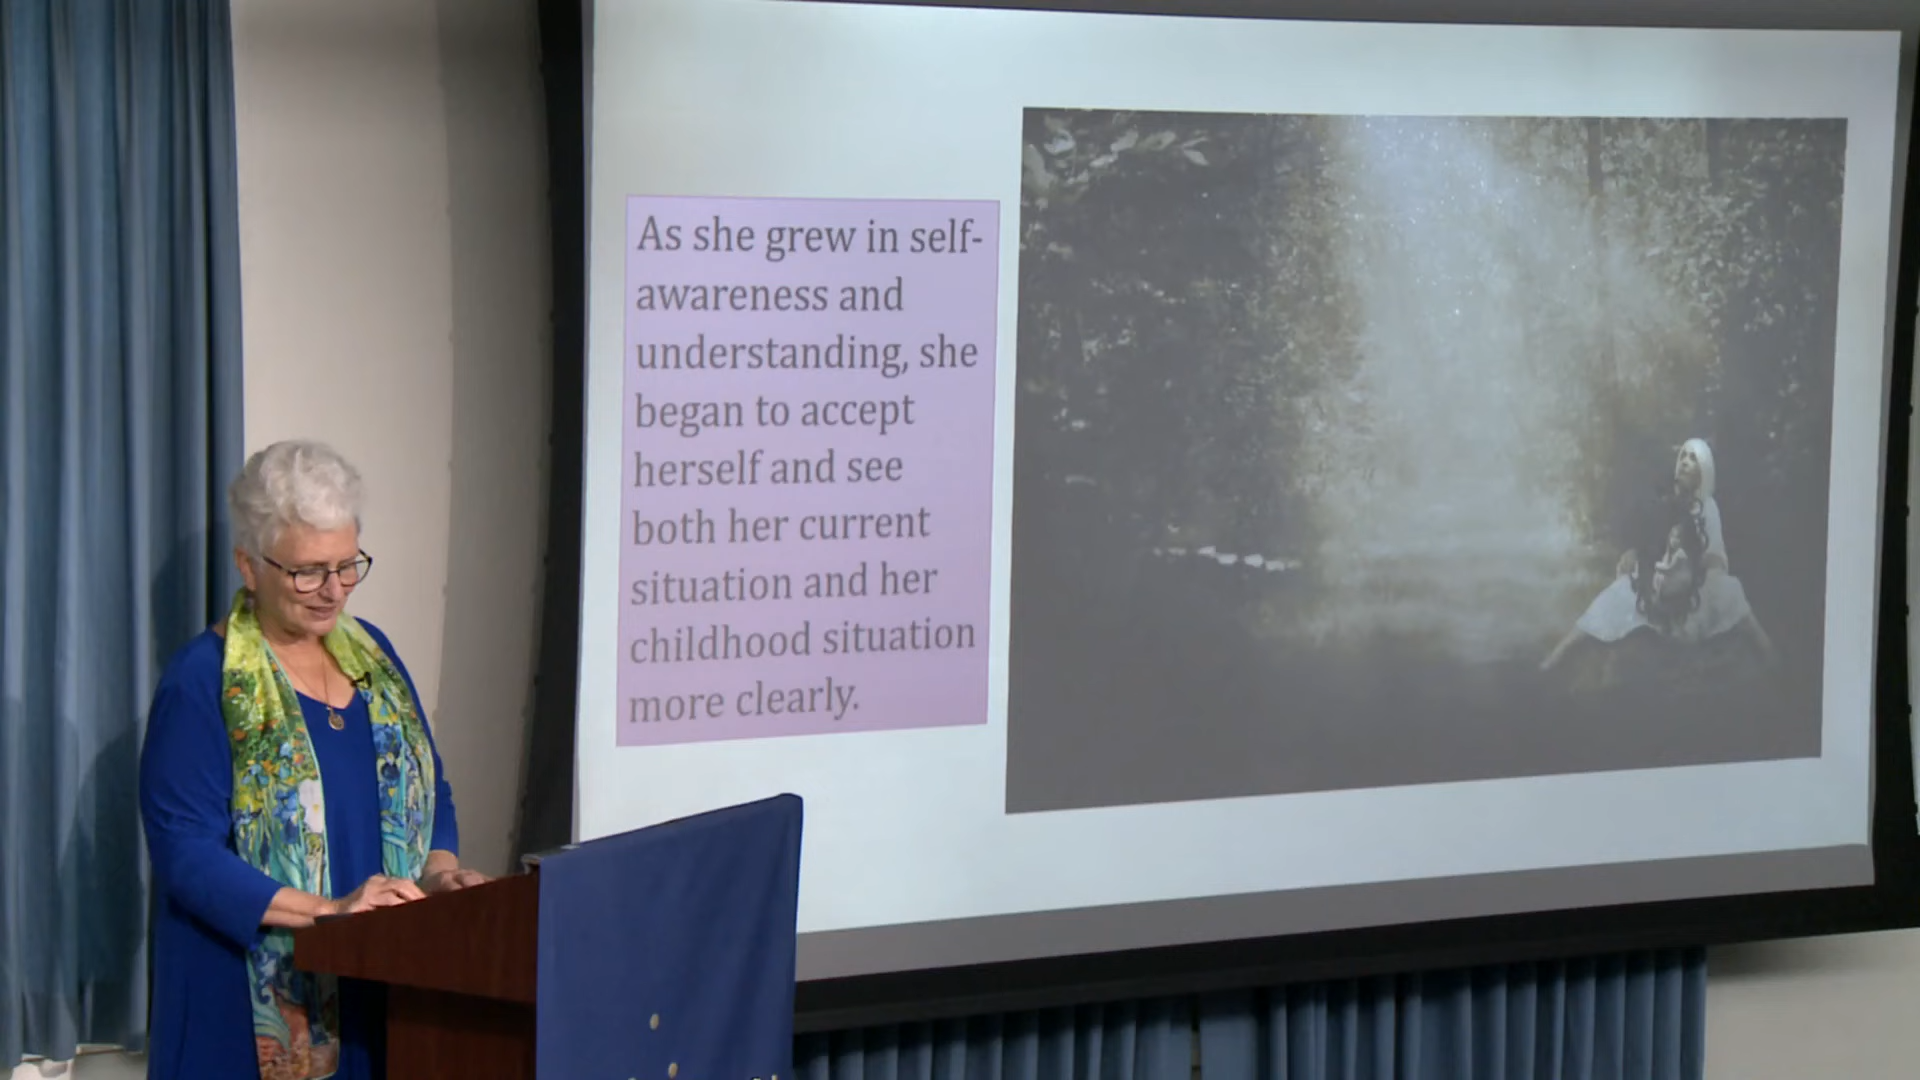 As she grew in self-
awareness and
understanding, she
began to accept
herself and see
both her current
situation and her
childhood situation
more clearly.